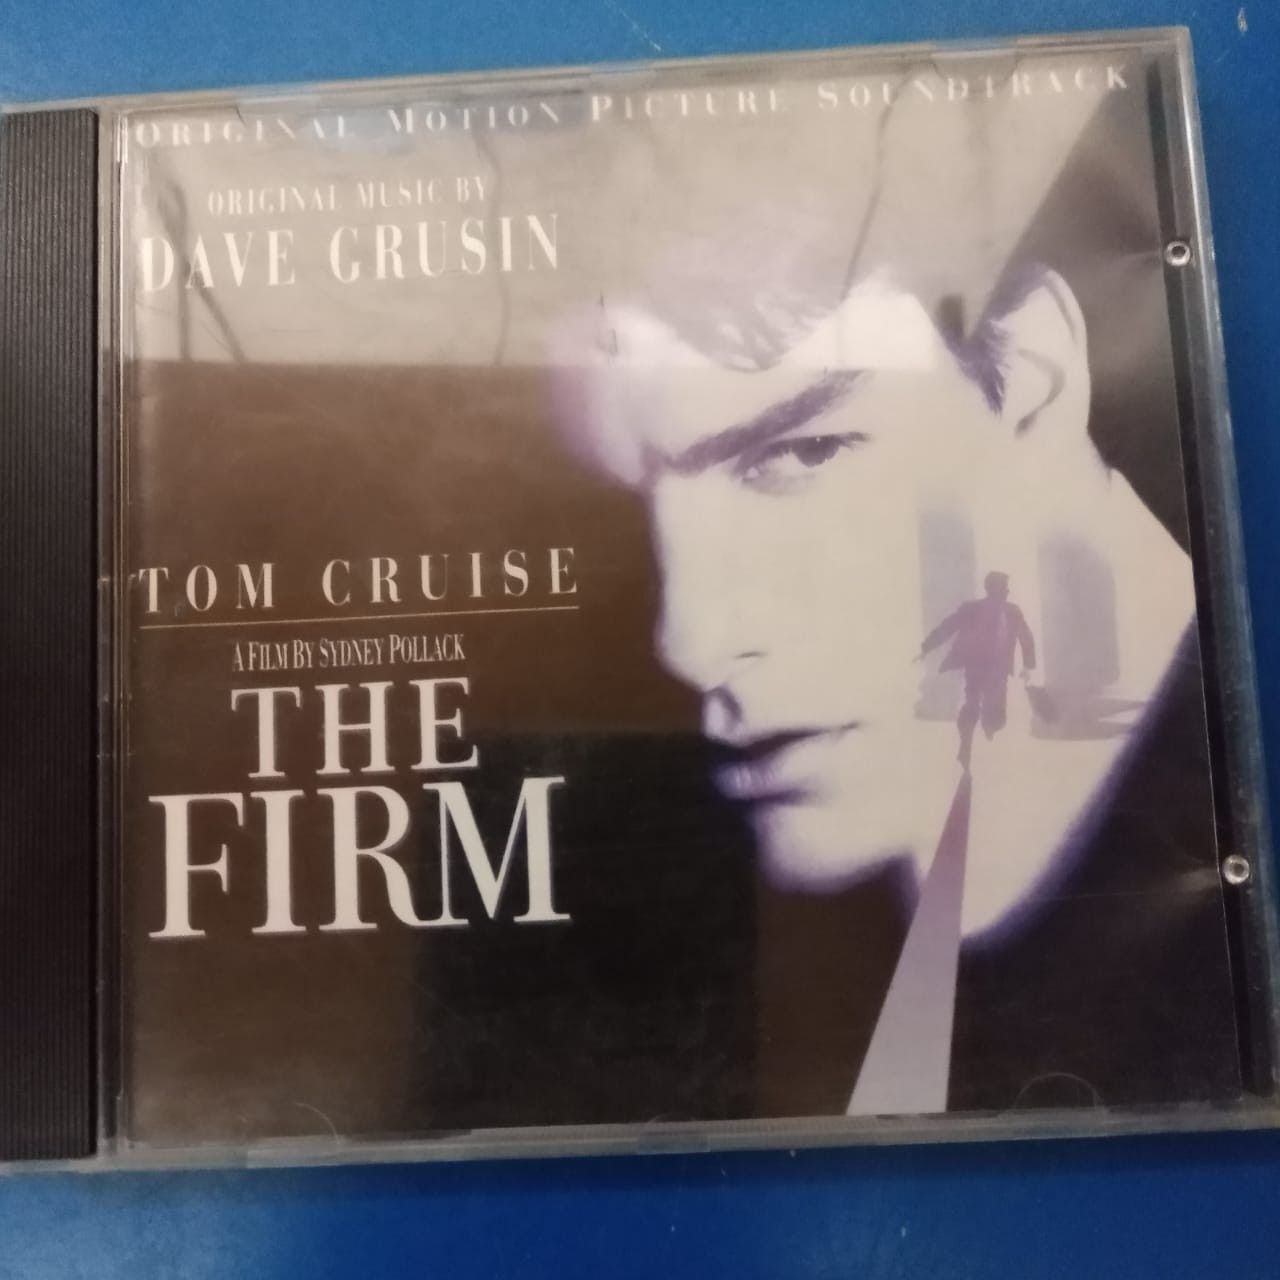 ORIGINAL MOTION PICTURE SOUNDTRACK
ORIGINAL MUSIC BY
DAVE GRUSIN
TOM CRUISE
A FILM BY SYDNEY POLLACK
THE
FIRM